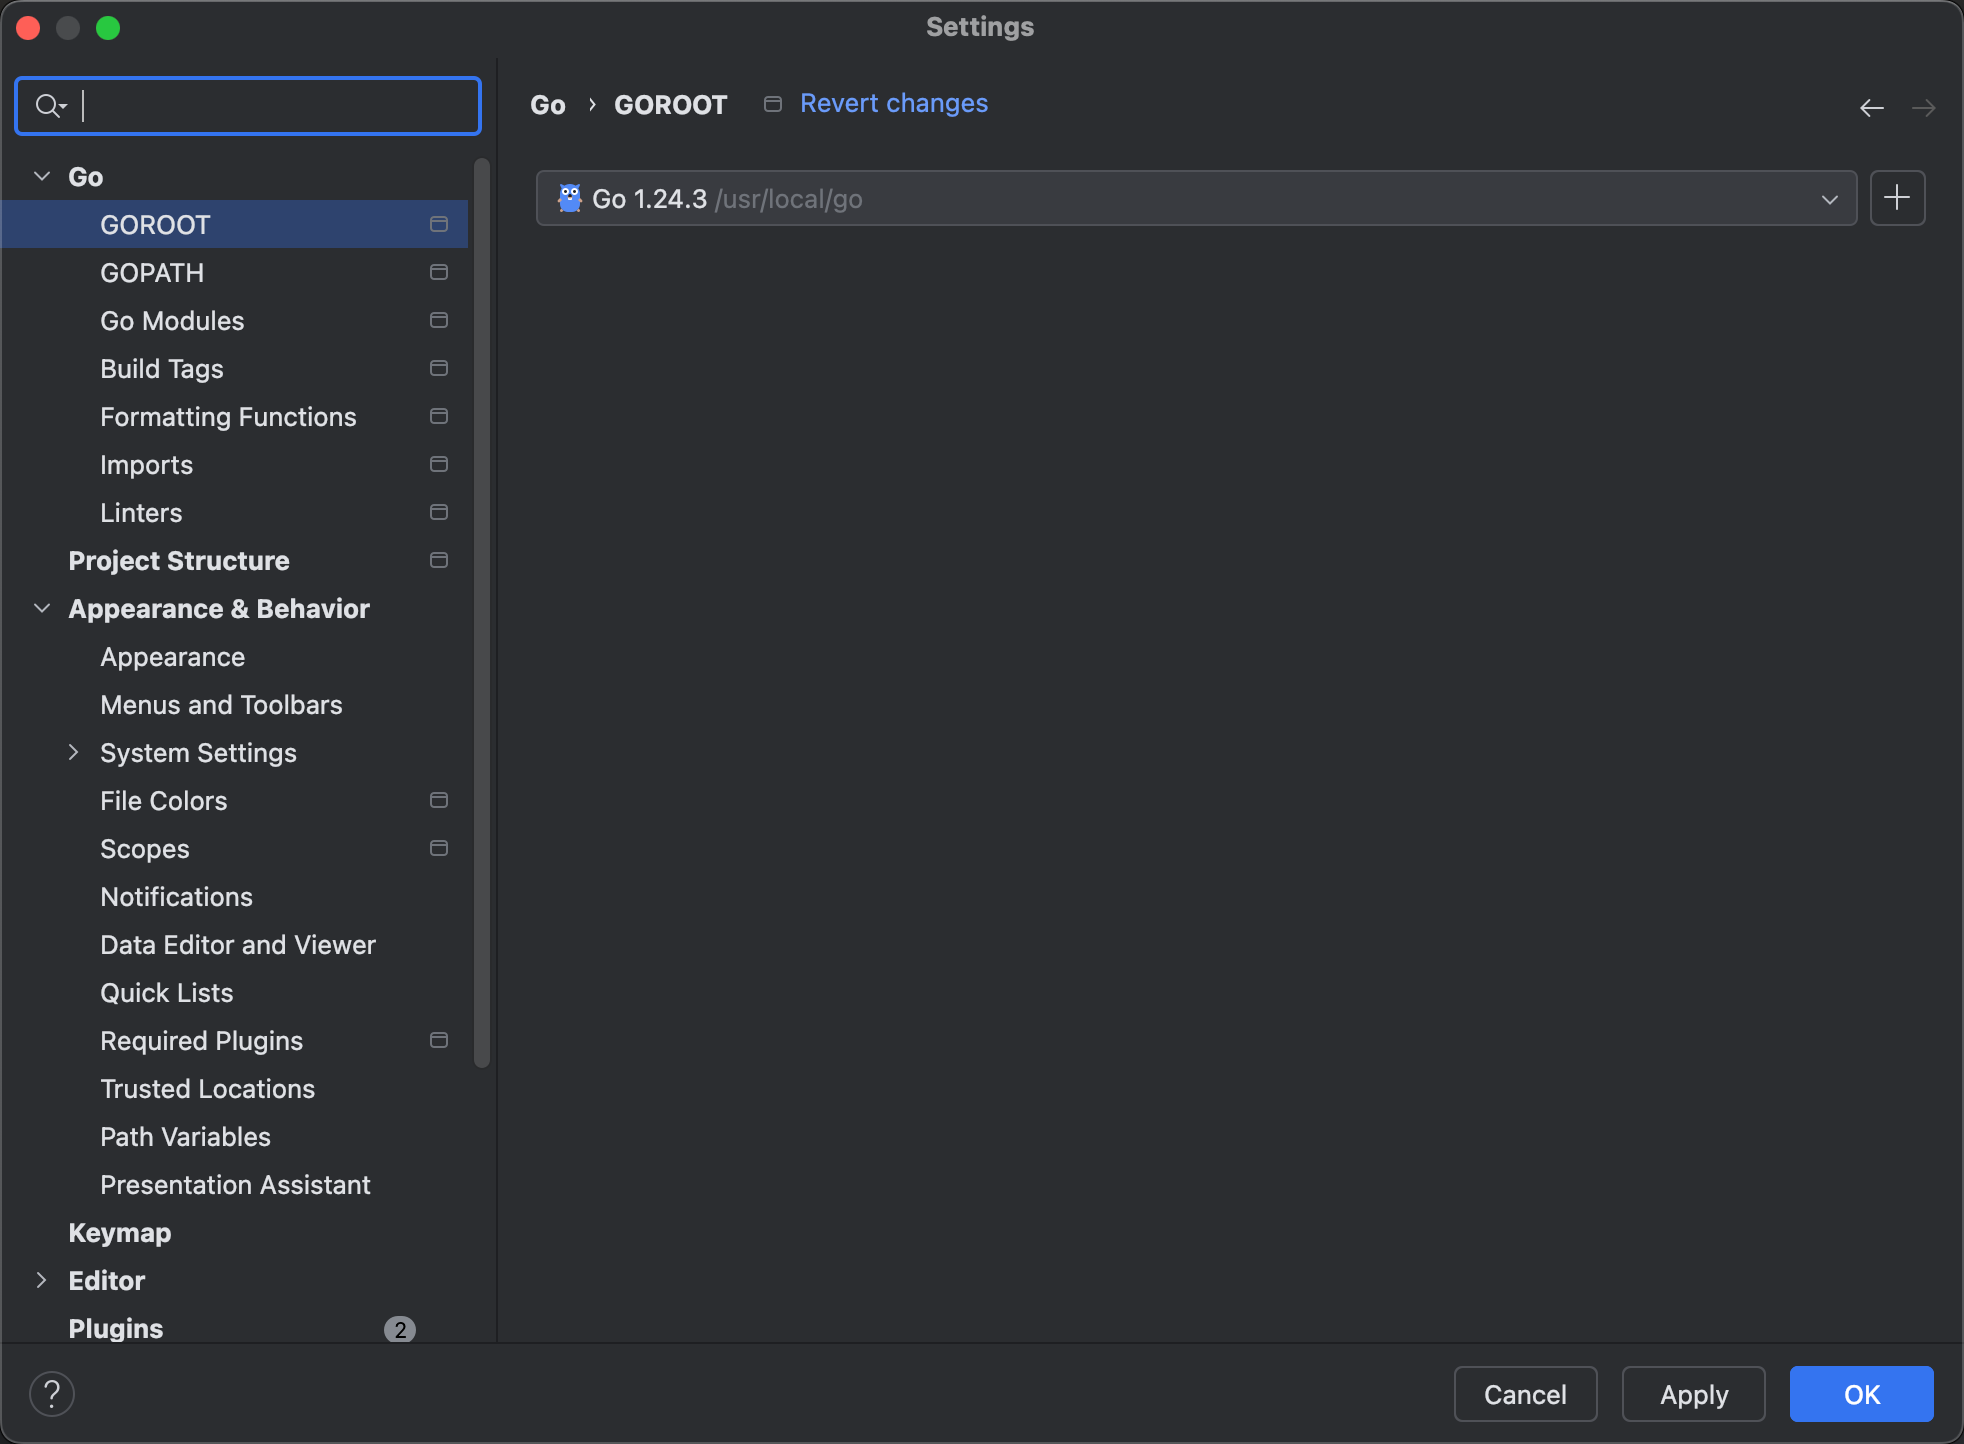 Settings
Go › GOROOT Revert changes
Go 1.24.3 /usr/local/go
Go
GOROOT
GOPATH
Go Modules
Build Tags
Formatting Functions
Imports
Linters
Project Structure
Appearance & Behavior
Appearance
Menus and Toolbars
System Settings
File Colors
Scopes
Notifications
Data Editor and Viewer
Quick Lists
Required Plugins
Trusted Locations
Path Variables
Presentation Assistant
Keymap
Editor
Plugins 2
?
Cancel Apply OK